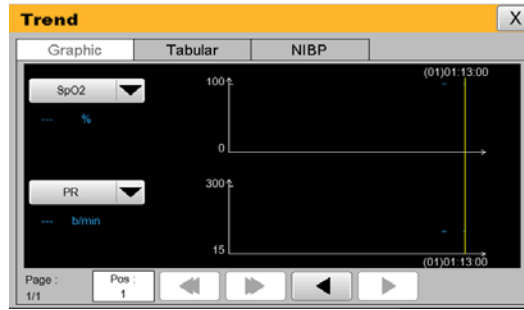 Trend X
Graphic Tabular NIBP
(01)01:13:00
SpO2 100
--- %
0
PR 300
--- b/min
15
(01)01:13:00
Page : Pos :
1/1 1